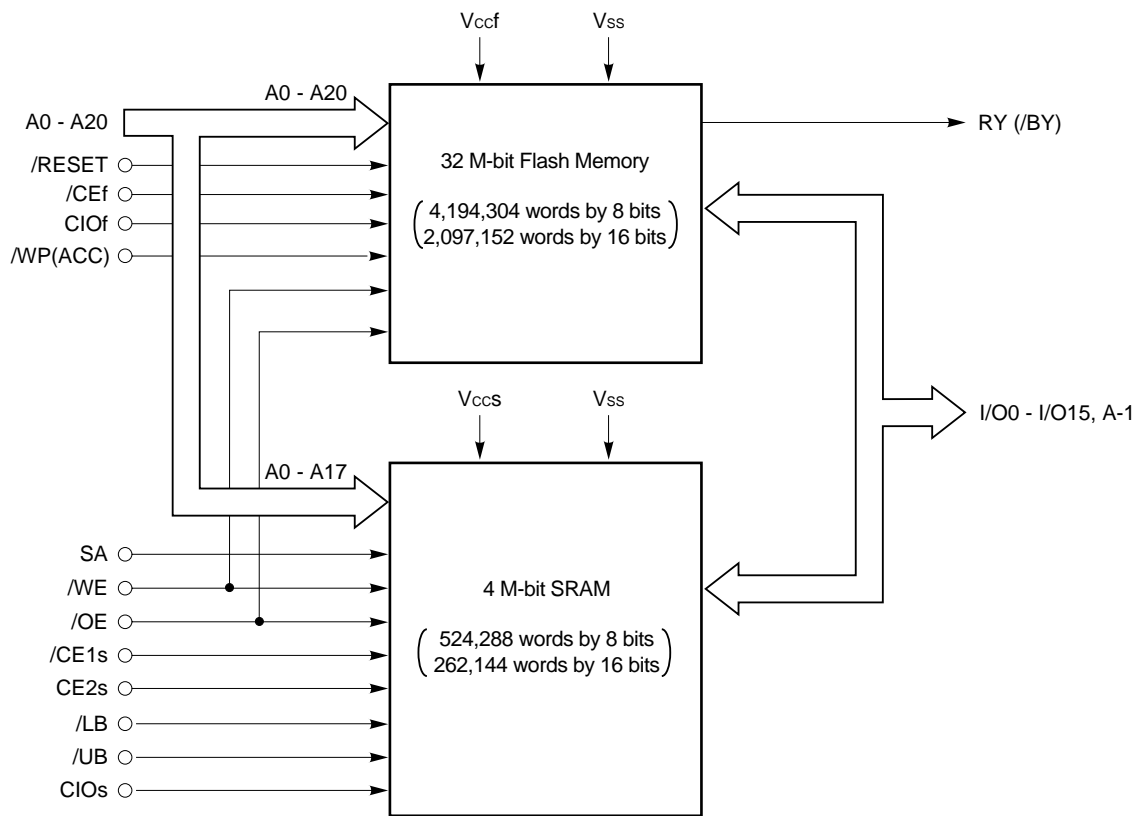 VCCf
VSS
A0 - A20
A0 - A20
/RESET
/CEf
CIOf
/WP(ACC)
32 M-bit Flash Memory
4,194,304 words by 8 bits
2,097,152 words by 16 bits
RY (/BY)
VCCs
VSS
I/O0 - I/O15, A-1
A0 - A17
SA
/WE
/OE
/CE1s
CE2s
/LB
/UB
CIOs
4 M-bit SRAM
524,288 words by 8 bits
262,144 words by 16 bits